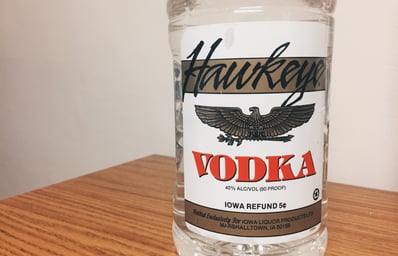 Hawkeye
VODKA
40% ALC/VOL (80 PROOF)
IOWA REFUND 5¢
Bottled Exclusively For IOWA LIQUOR PRODUCTS LTD
MARSHALLTOWN, IA 50158